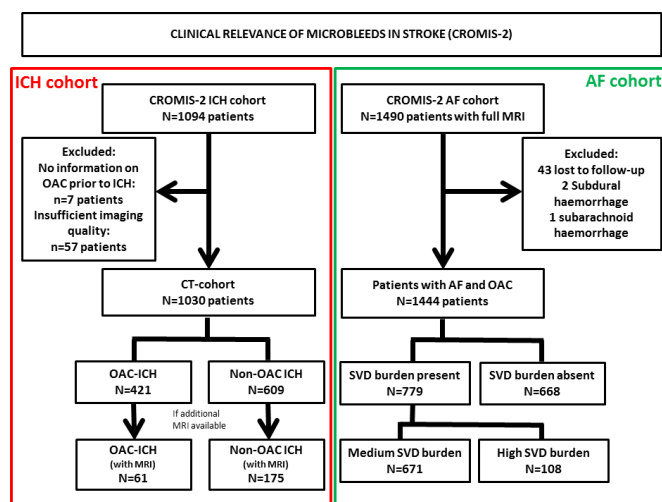 CLINICAL RELEVANCE OF MICROBLEEDS IN STROKE (CROMIS-2)
ICH cohort
CROMIS-2 ICH cohort
N=1094 patients
Excluded:
No information on
OAC prior to ICH:
n=7 patients
Insufficient imaging
quality:
n=57 patients
CT-cohort
N=1030 patients
OAC-ICH
N=421
Non-OAC ICH
N=609
If additional
MRI available
OAC-ICH
(with MRI)
N=61
Non-OAC ICH
(with MRI)
N=175
AF cohort
CROMIS-2 AF cohort
N=1490 patients with full MRI
Excluded:
43 lost to follow-up
2 Subdural
haemorrhage
1 subarachnoid
haemorrhage
Patients with AF and OAC
N=1444 patients
SVD burden present
N=779
SVD burden absent
N=668
Medium SVD burden
N=671
High SVD burden
N=108